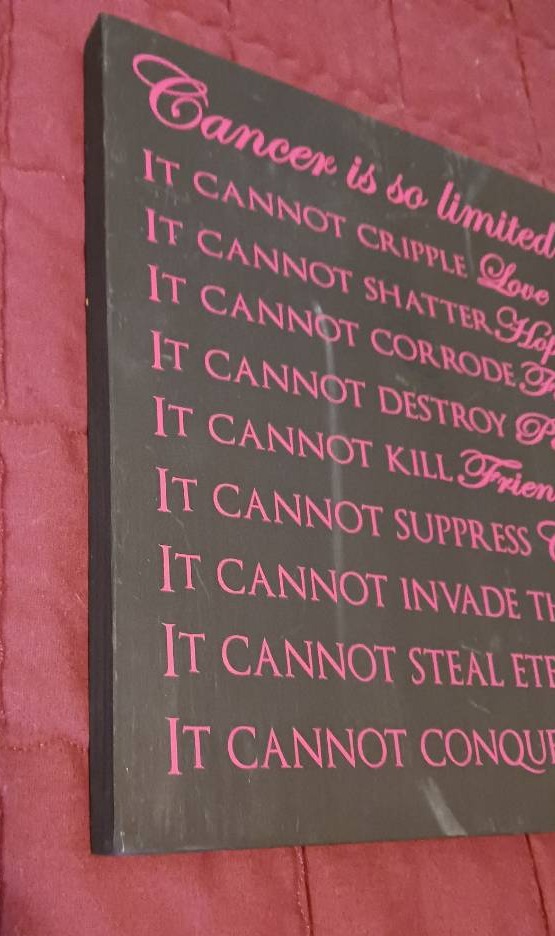 Cancer is so limited
IT CANNOT CRIPPLE Love
IT CANNOT SHATTER
IT CANNOT CORRODE
IT CANNOT DESTROY
IT CANNOT KILL
IT CANNOT SUPPRESS
IT CANNOT INVADE
IT CANNOT STEAL
IT CANNOT